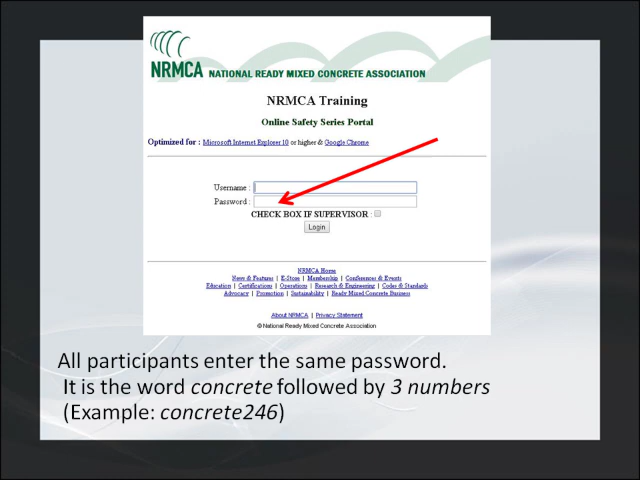 NRMCA NATIONAL READY MIXED CONCRETE ASSOCIATION
NRMCA Training
Online Safety Series Portal
Optimized for : Microsoft Internet Explorer 10 or higher & Google Chrome
Username :
Password :
CHECK BOX IF SUPERVISOR :
Login
NRMCA Home
News & Features | E-Store | Membership | Conferences & Events
Education | Certifications | Operations | Research & Engineering | Codes & Standards
Advocacy | Promotion | Sustainability | Ready Mixed Concrete Business
About NRMCA | Privacy Statement
© National Ready Mixed Concrete Association
All participants enter the same password.
It is the word concrete followed by 3 numbers
(Example: concrete246)